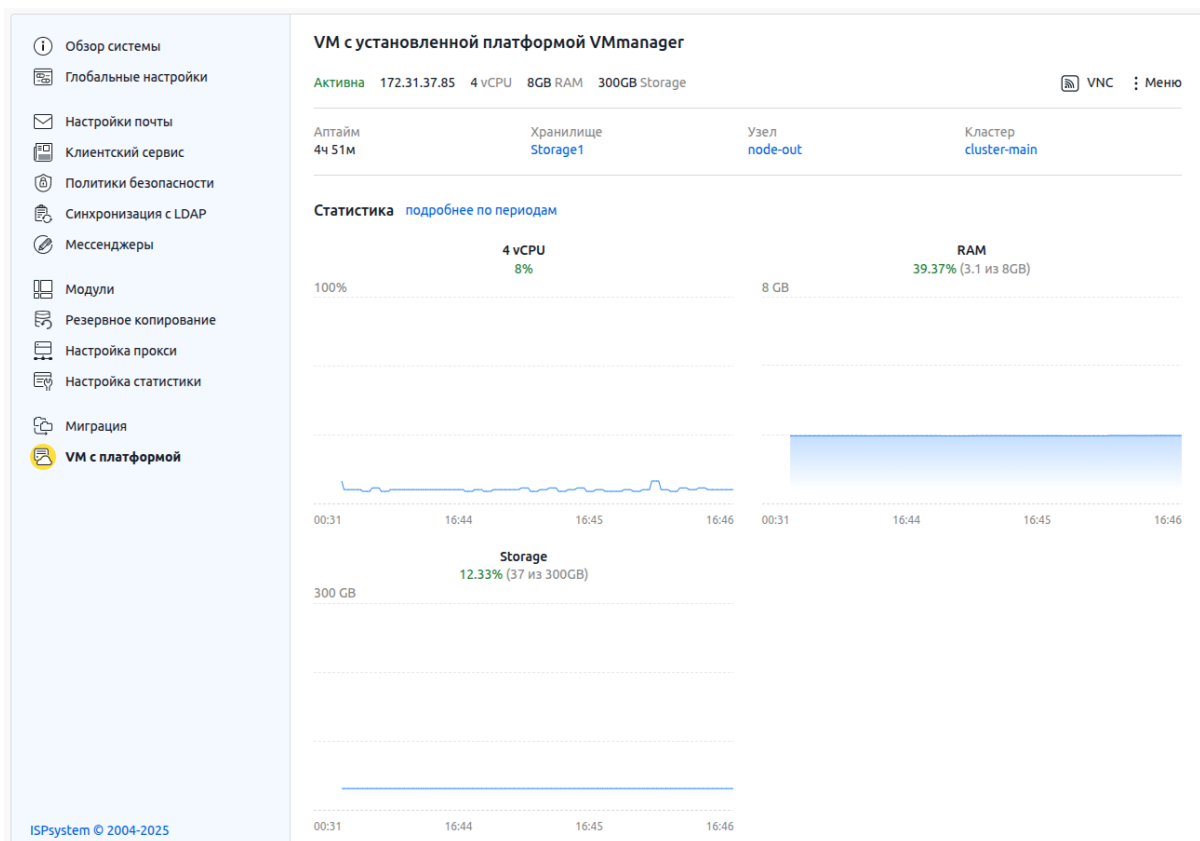 Обзор системы
Глобальные настройки
Настройки почты
Клиентский сервис
Политики безопасности
Синхронизация с LDAP
Мессенджеры
Модули
Резервное копирование
Настройка прокси
Настройка статистики
Миграция
VM с платформой
ISPsystem © 2004-2025
VM с установленной платформой VMmanager
Активна 172.31.37.85 4 vCPU 8GB RAM 300GB Storage VNC Меню
Аптайм Хранилище Узел Кластер
4ч 51м Storage1 node-out cluster-main
Статистика подробнее по периодам
4 vCPU
8%
100%
00:31 16:44 16:45 16:46
RAM
39.37% (3.1 из 8GB)
8 GB
00:31 16:44 16:45 16:46
Storage
12.33% (37 из 300GB)
300 GB
00:31 16:44 16:45 16:46